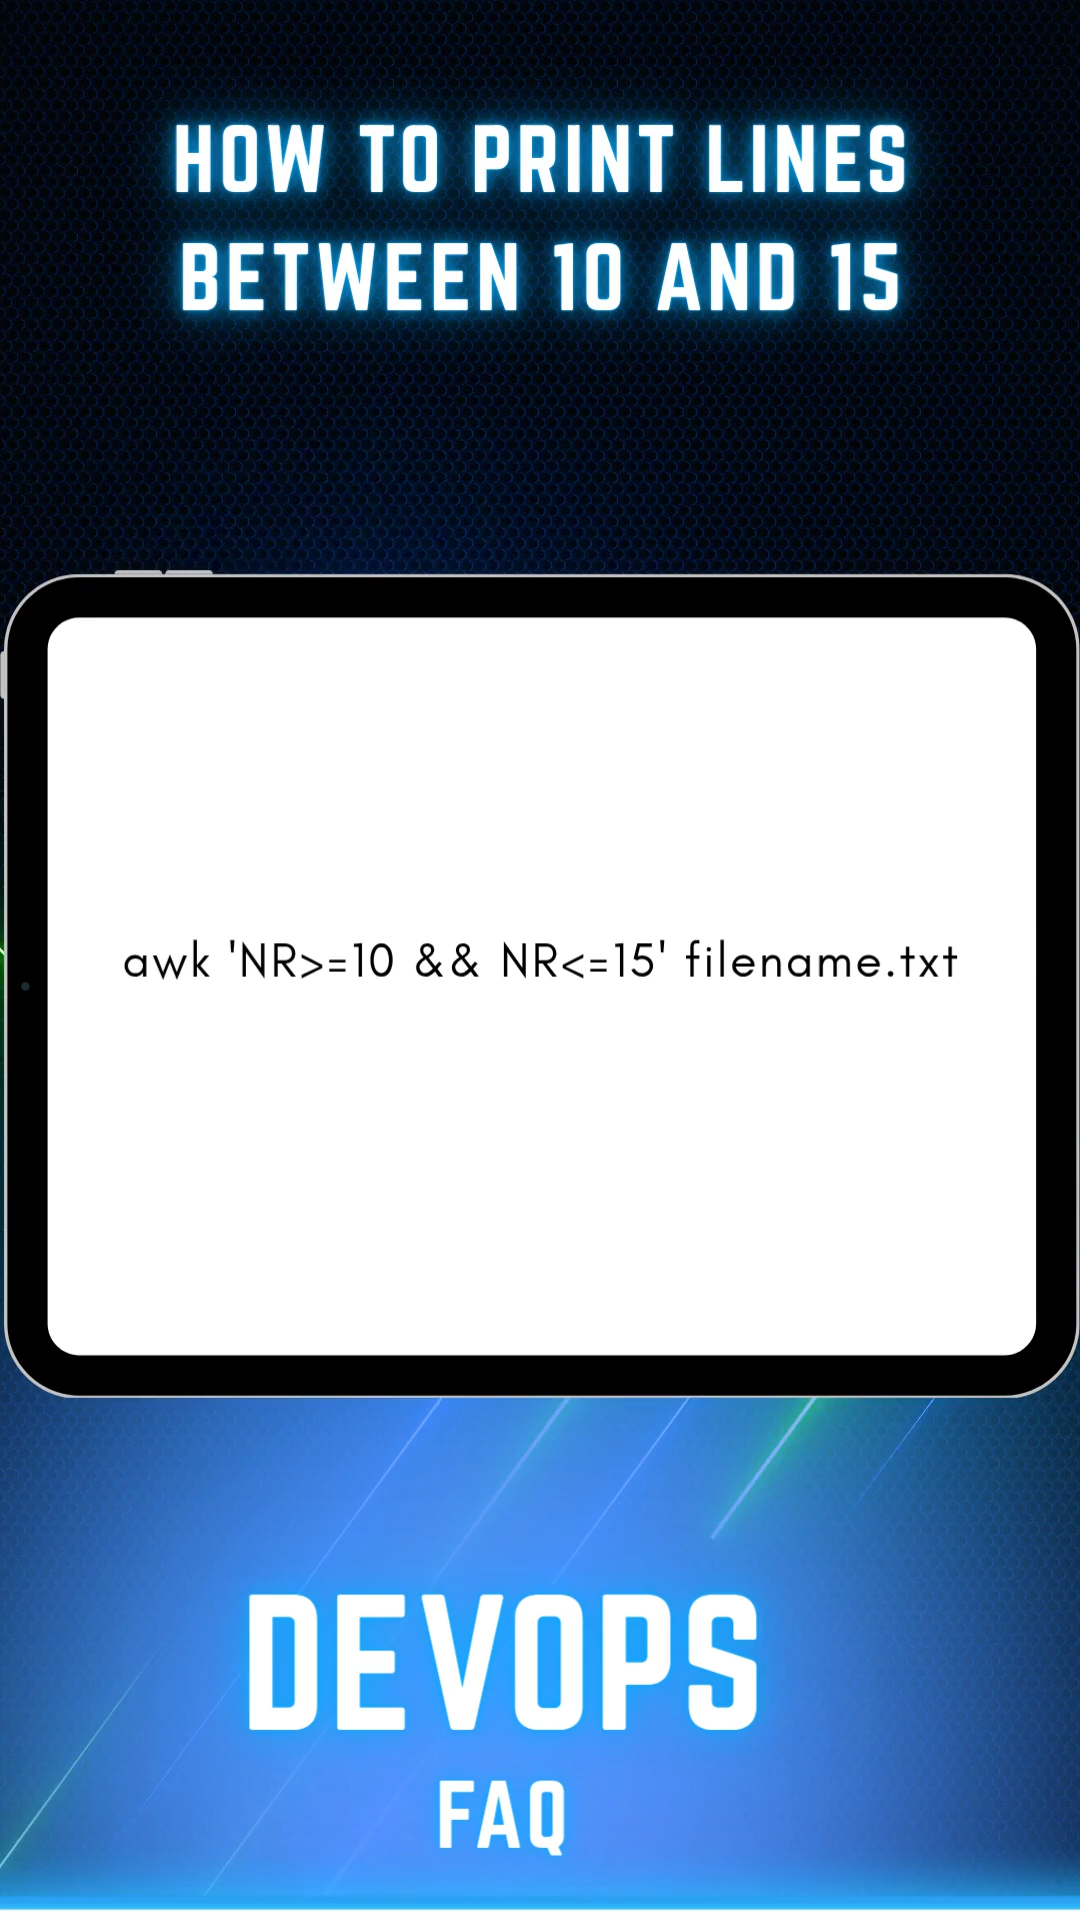 HOW TO PRINT LINES
BETWEEN 10 AND 15
awk 'NR>=10 && NR<=15' filename.txt
DEVOPS
FAQ